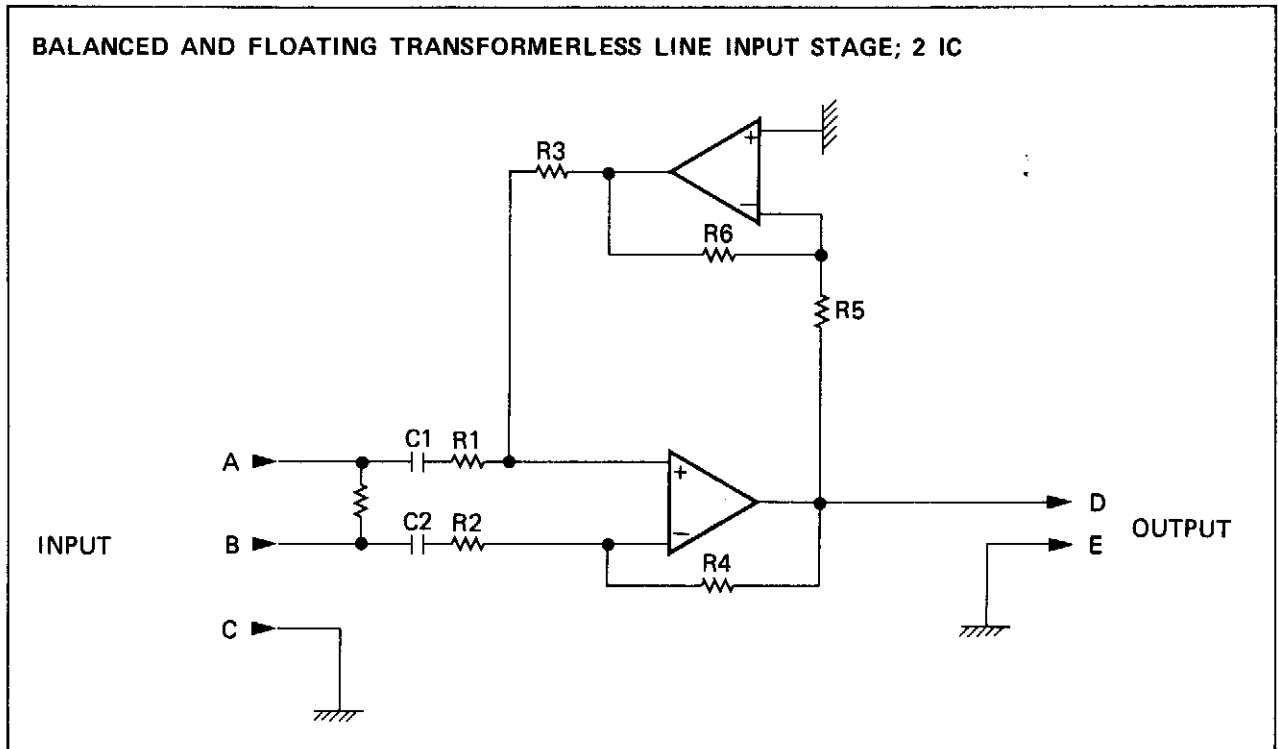 BALANCED AND FLOATING TRANSFORMERLESS LINE INPUT STAGE; 2 IC
R3
+
−
R6
R5
C1 R1
A
+
C2 R2
INPUT
B
−
R4
D
OUTPUT
E
C